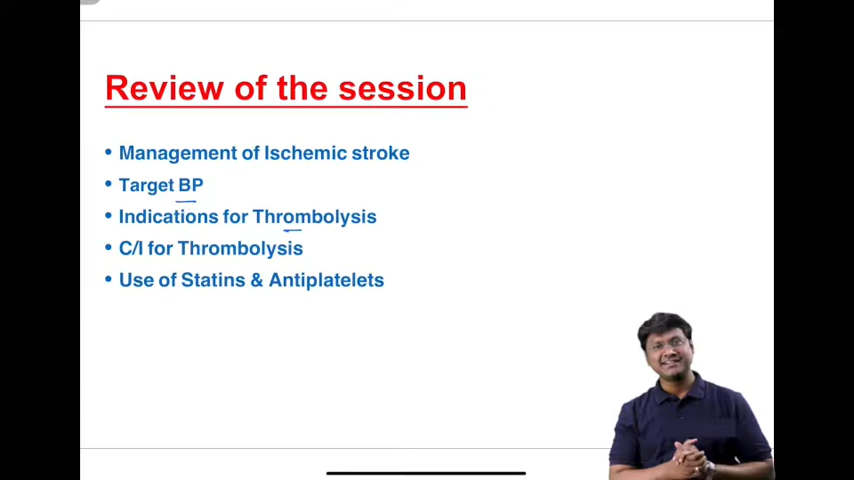 Review of the session
• Management of Ischemic stroke
• Target BP
• Indications for Thrombolysis
• C/I for Thrombolysis
• Use of Statins & Antiplatelets